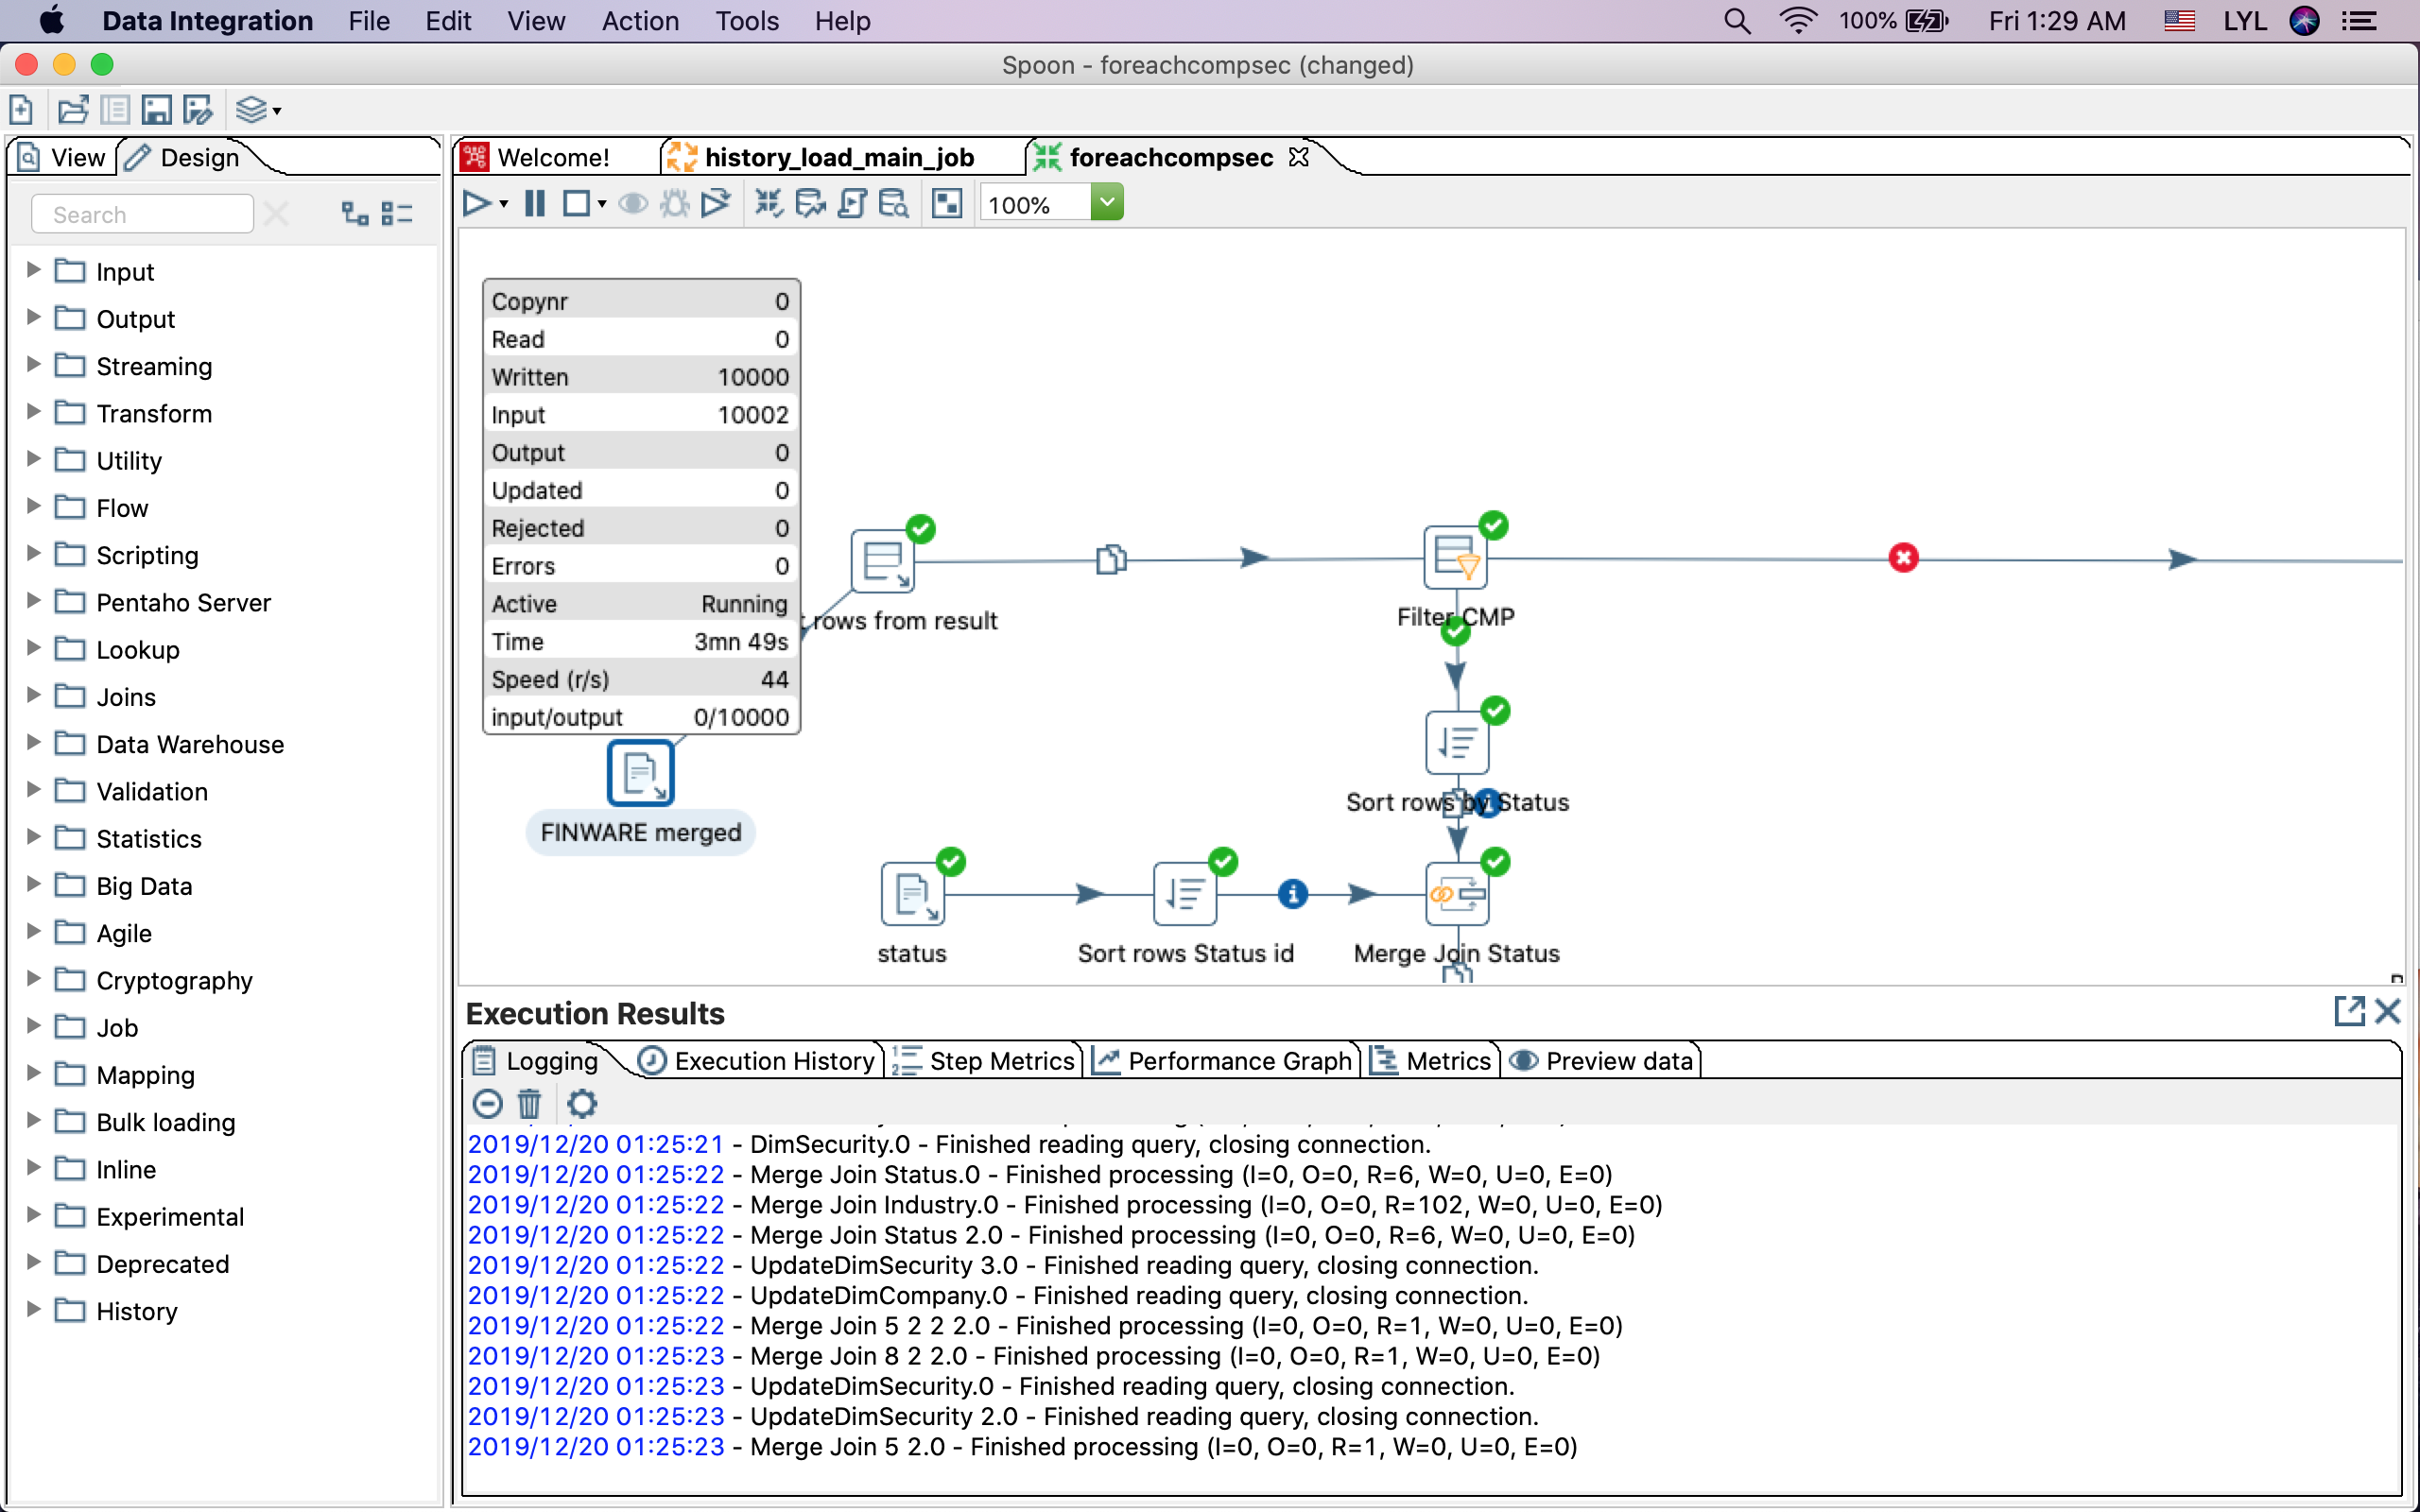 Data Integration File Edit View Action Tools Help 100% Fri 1:29 AM LYL
Spoon - foreachcompsec (changed)
View Design
Welcome! history_load_main_job foreachcompsec
Search
100%
Input
Output
Streaming
Transform
Utility
Flow
Scripting
Pentaho Server
Lookup
Joins
Data Warehouse
Validation
Statistics
Big Data
Agile
Cryptography
Job
Mapping
Bulk loading
Inline
Experimental
Deprecated
History
Copynr 0
Read 0
Written 10000
Input 10002
Output 0
Updated 0
Rejected 0
Errors 0
Active Running
Time 3mn 49s
Speed (r/s) 44
input/output 0/10000
rows from result
Filter CMP
Sort rows by Status
FINWARE merged
status
Sort rows Status id
Merge Join Status
Execution Results
Logging Execution History Step Metrics Performance Graph Metrics Preview data
2019/12/20 01:25:21 - DimSecurity.0 - Finished reading query, closing connection.
2019/12/20 01:25:22 - Merge Join Status.0 - Finished processing (I=0, O=0, R=6, W=0, U=0, E=0)
2019/12/20 01:25:22 - Merge Join Industry.0 - Finished processing (I=0, O=0, R=102, W=0, U=0, E=0)
2019/12/20 01:25:22 - Merge Join Status 2.0 - Finished processing (I=0, O=0, R=6, W=0, U=0, E=0)
2019/12/20 01:25:22 - UpdateDimSecurity 3.0 - Finished reading query, closing connection.
2019/12/20 01:25:22 - UpdateDimCompany.0 - Finished reading query, closing connection.
2019/12/20 01:25:22 - Merge Join 5 2 2 2.0 - Finished processing (I=0, O=0, R=1, W=0, U=0, E=0)
2019/12/20 01:25:23 - Merge Join 8 2 2.0 - Finished processing (I=0, O=0, R=1, W=0, U=0, E=0)
2019/12/20 01:25:23 - UpdateDimSecurity.0 - Finished reading query, closing connection.
2019/12/20 01:25:23 - UpdateDimSecurity 2.0 - Finished reading query, closing connection.
2019/12/20 01:25:23 - Merge Join 5 2.0 - Finished processing (I=0, O=0, R=1, W=0, U=0, E=0)